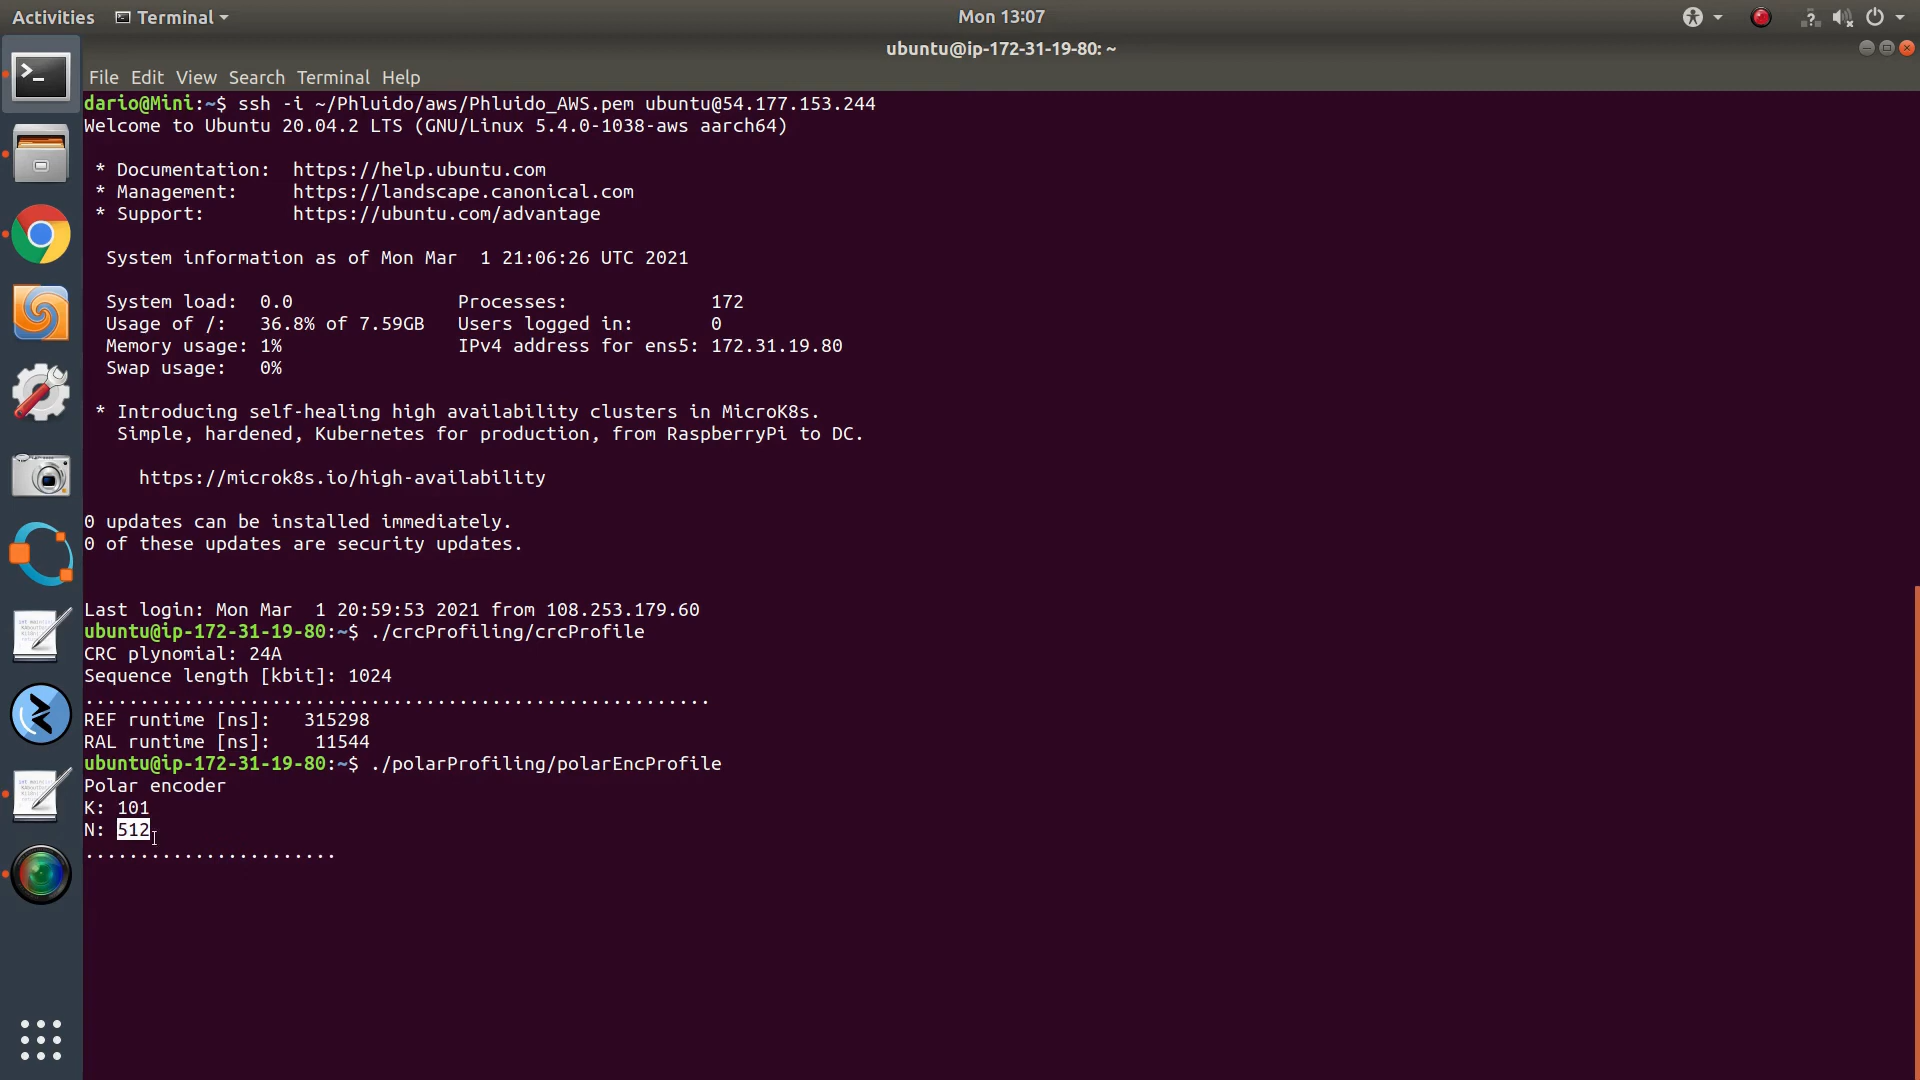 Activities Terminal Mon 13:07
ubuntu@ip-172-31-19-80: ~
File Edit View Search Terminal Help
dario@Mini:~$ ssh -i ~/Phluido/aws/Phluido_AWS.pem ubuntu@54.177.153.244
Welcome to Ubuntu 20.04.2 LTS (GNU/Linux 5.4.0-1038-aws aarch64)
* Documentation: https://help.ubuntu.com
* Management: https://landscape.canonical.com
* Support: https://ubuntu.com/advantage
System information as of Mon Mar 1 21:06:26 UTC 2021
System load: 0.0 Processes: 172
Usage of /: 36.8% of 7.59GB Users logged in: 0
Memory usage: 1% IPv4 address for ens5: 172.31.19.80
Swap usage: 0%
* Introducing self-healing high availability clusters in MicroK8s.
Simple, hardened, Kubernetes for production, from RaspberryPi to DC.
https://microk8s.io/high-availability
0 updates can be installed immediately.
0 of these updates are security updates.
Last login: Mon Mar 1 20:59:53 2021 from 108.253.179.60
ubuntu@ip-172-31-19-80:~$ ./crcProfiling/crcProfile
CRC plynomial: 24A
Sequence length [kbit]: 1024
.........................................................
REF runtime [ns]: 315298
RAL runtime [ns]: 11544
ubuntu@ip-172-31-19-80:~$ ./polarProfiling/polarEncProfile
Polar encoder
K: 101
N: 512
.......................